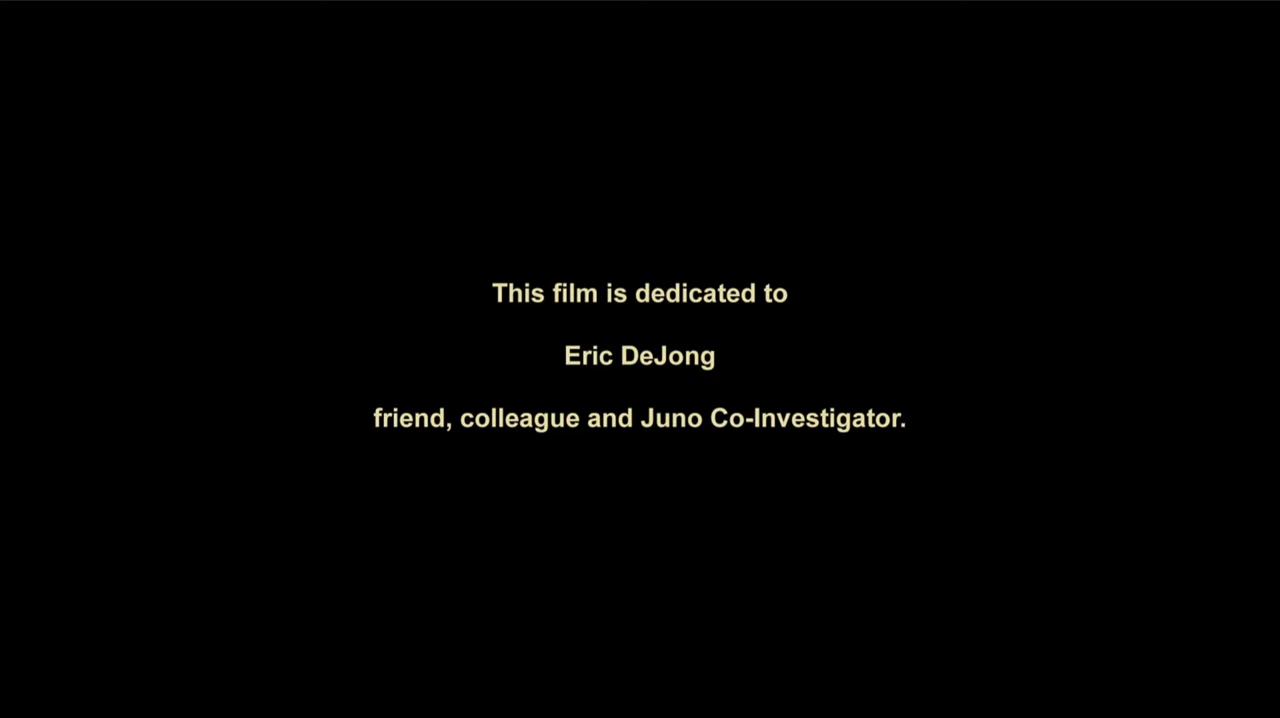 This film is dedicated to
Eric DeJong
friend, colleague and Juno Co-Investigator.